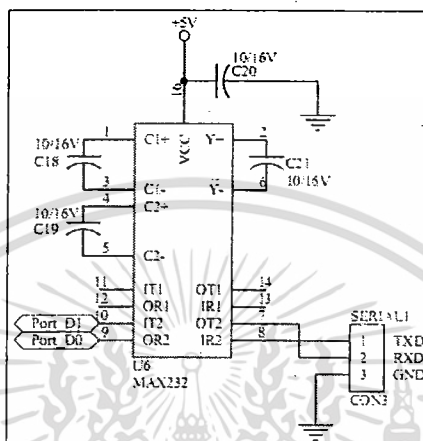 +5V
10/16V
C20
16
1
C1+
VCC
Y+
2
10/16V
C18
C21
10/16V
3
C1-
Y-
6
4
C2+
10/16V
C19
5
C2-
11
IT1
OT1
14
12
OR1
IR1
13
Port_D1
10
IT2
OT2
7
Port_D0
9
OR2
IR2
8
U6
MAX232
SERIAL1
1
TXD
2
RXD
3
GND
CON3